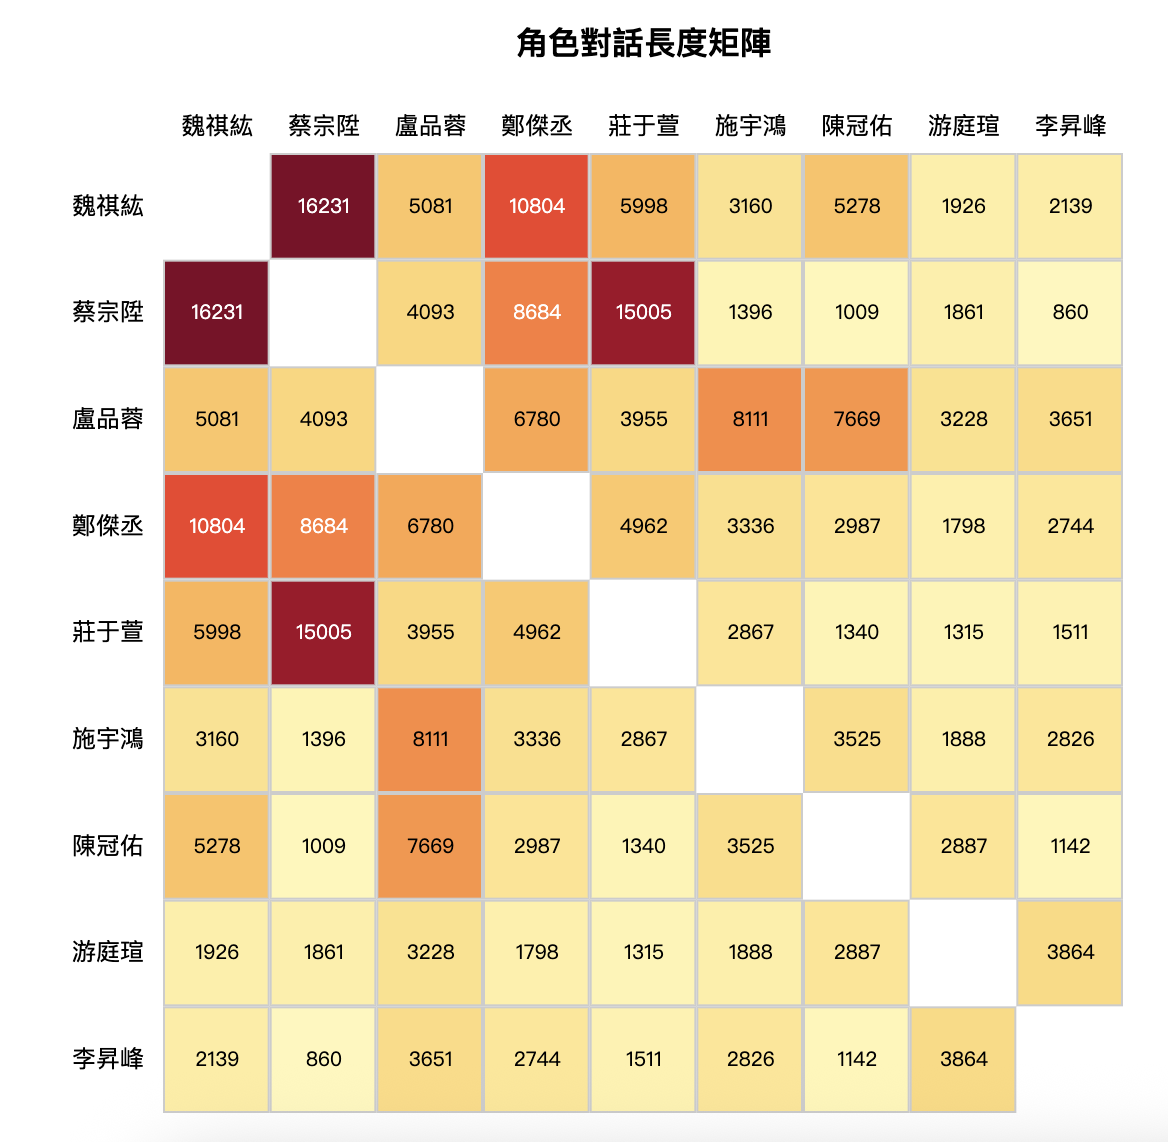 角色對話長度矩陣
魏祺紘 蔡宗陞 盧品蓉 鄭傑丞 莊于萱 施宇鴻 陳冠佑 游庭瑄 李昇峰
魏祺紘 16231 5081 10804 5998 3160 5278 1926 2139
蔡宗陞 16231 4093 8684 15005 1396 1009 1861 860
盧品蓉 5081 4093 6780 3955 8111 7669 3228 3651
鄭傑丞 10804 8684 6780 4962 3336 2987 1798 2744
莊于萱 5998 15005 3955 4962 2867 1340 1315 1511
施宇鴻 3160 1396 8111 3336 2867 3525 1888 2826
陳冠佑 5278 1009 7669 2987 1340 3525 2887 1142
游庭瑄 1926 1861 3228 1798 1315 1888 2887 3864
李昇峰 2139 860 3651 2744 1511 2826 1142 3864